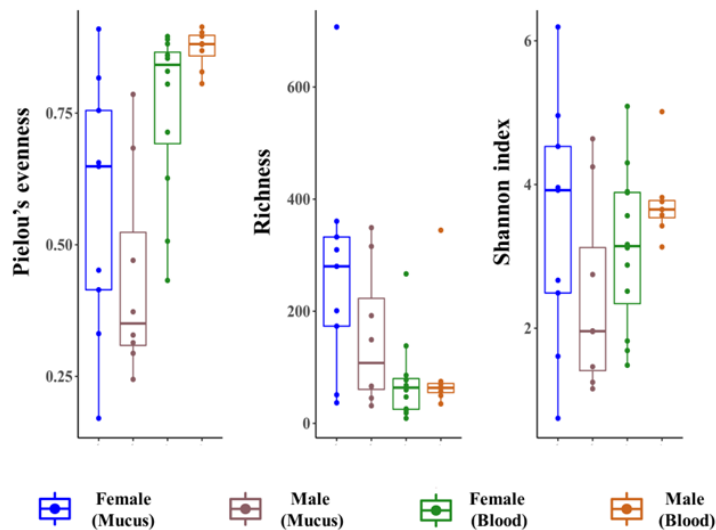 Pielou's evenness
0.75
0.50
0.25
Richness
600
400
200
0
Shannon index
6
4
2
Female
(Mucus)
Male
(Mucus)
Female
(Blood)
Male
(Blood)